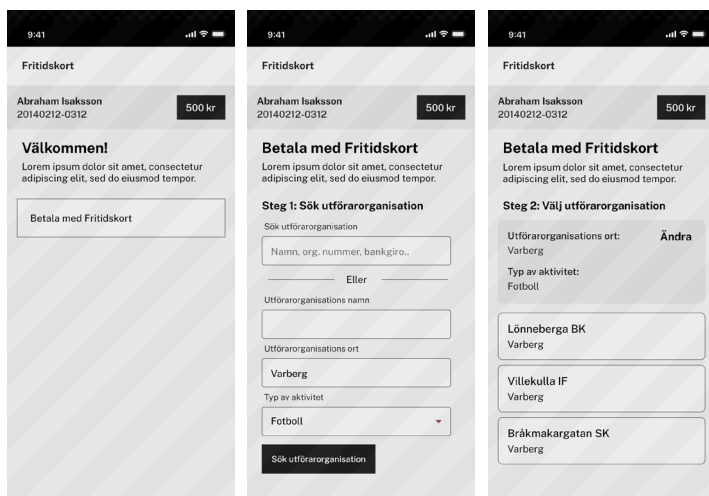 9:41
Fritidskort
Abraham Isaksson
20140212-0312
500 kr
Välkommen!
Lorem ipsum dolor sit amet, consectetur
adipiscing elit, sed do eiusmod tempor.
Betala med Fritidskort
9:41
Fritidskort
Abraham Isaksson
20140212-0312
500 kr
Betala med Fritidskort
Lorem ipsum dolor sit amet, consectetur
adipiscing elit, sed do eiusmod tempor.
Steg 1: Sök utförarorganisation
Sök utförarorganisation
Namn, org. nummer, bankgiro..
Eller
Utförarorganisations namn
Utförarorganisations ort
Varberg
Typ av aktivitet
Fotboll
Sök utförarorganisation
9:41
Fritidskort
Abraham Isaksson
20140212-0312
500 kr
Betala med Fritidskort
Lorem ipsum dolor sit amet, consectetur
adipiscing elit, sed do eiusmod tempor.
Steg 2: Välj utförarorganisation
Utförarorganisations ort:
Ändra
Varberg
Typ av aktivitet:
Fotboll
Lönneberga BK
Varberg
Villekulla IF
Varberg
Bråkmakargatan SK
Varberg